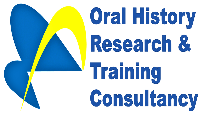 Oral History
Research &
Training
Consultancy